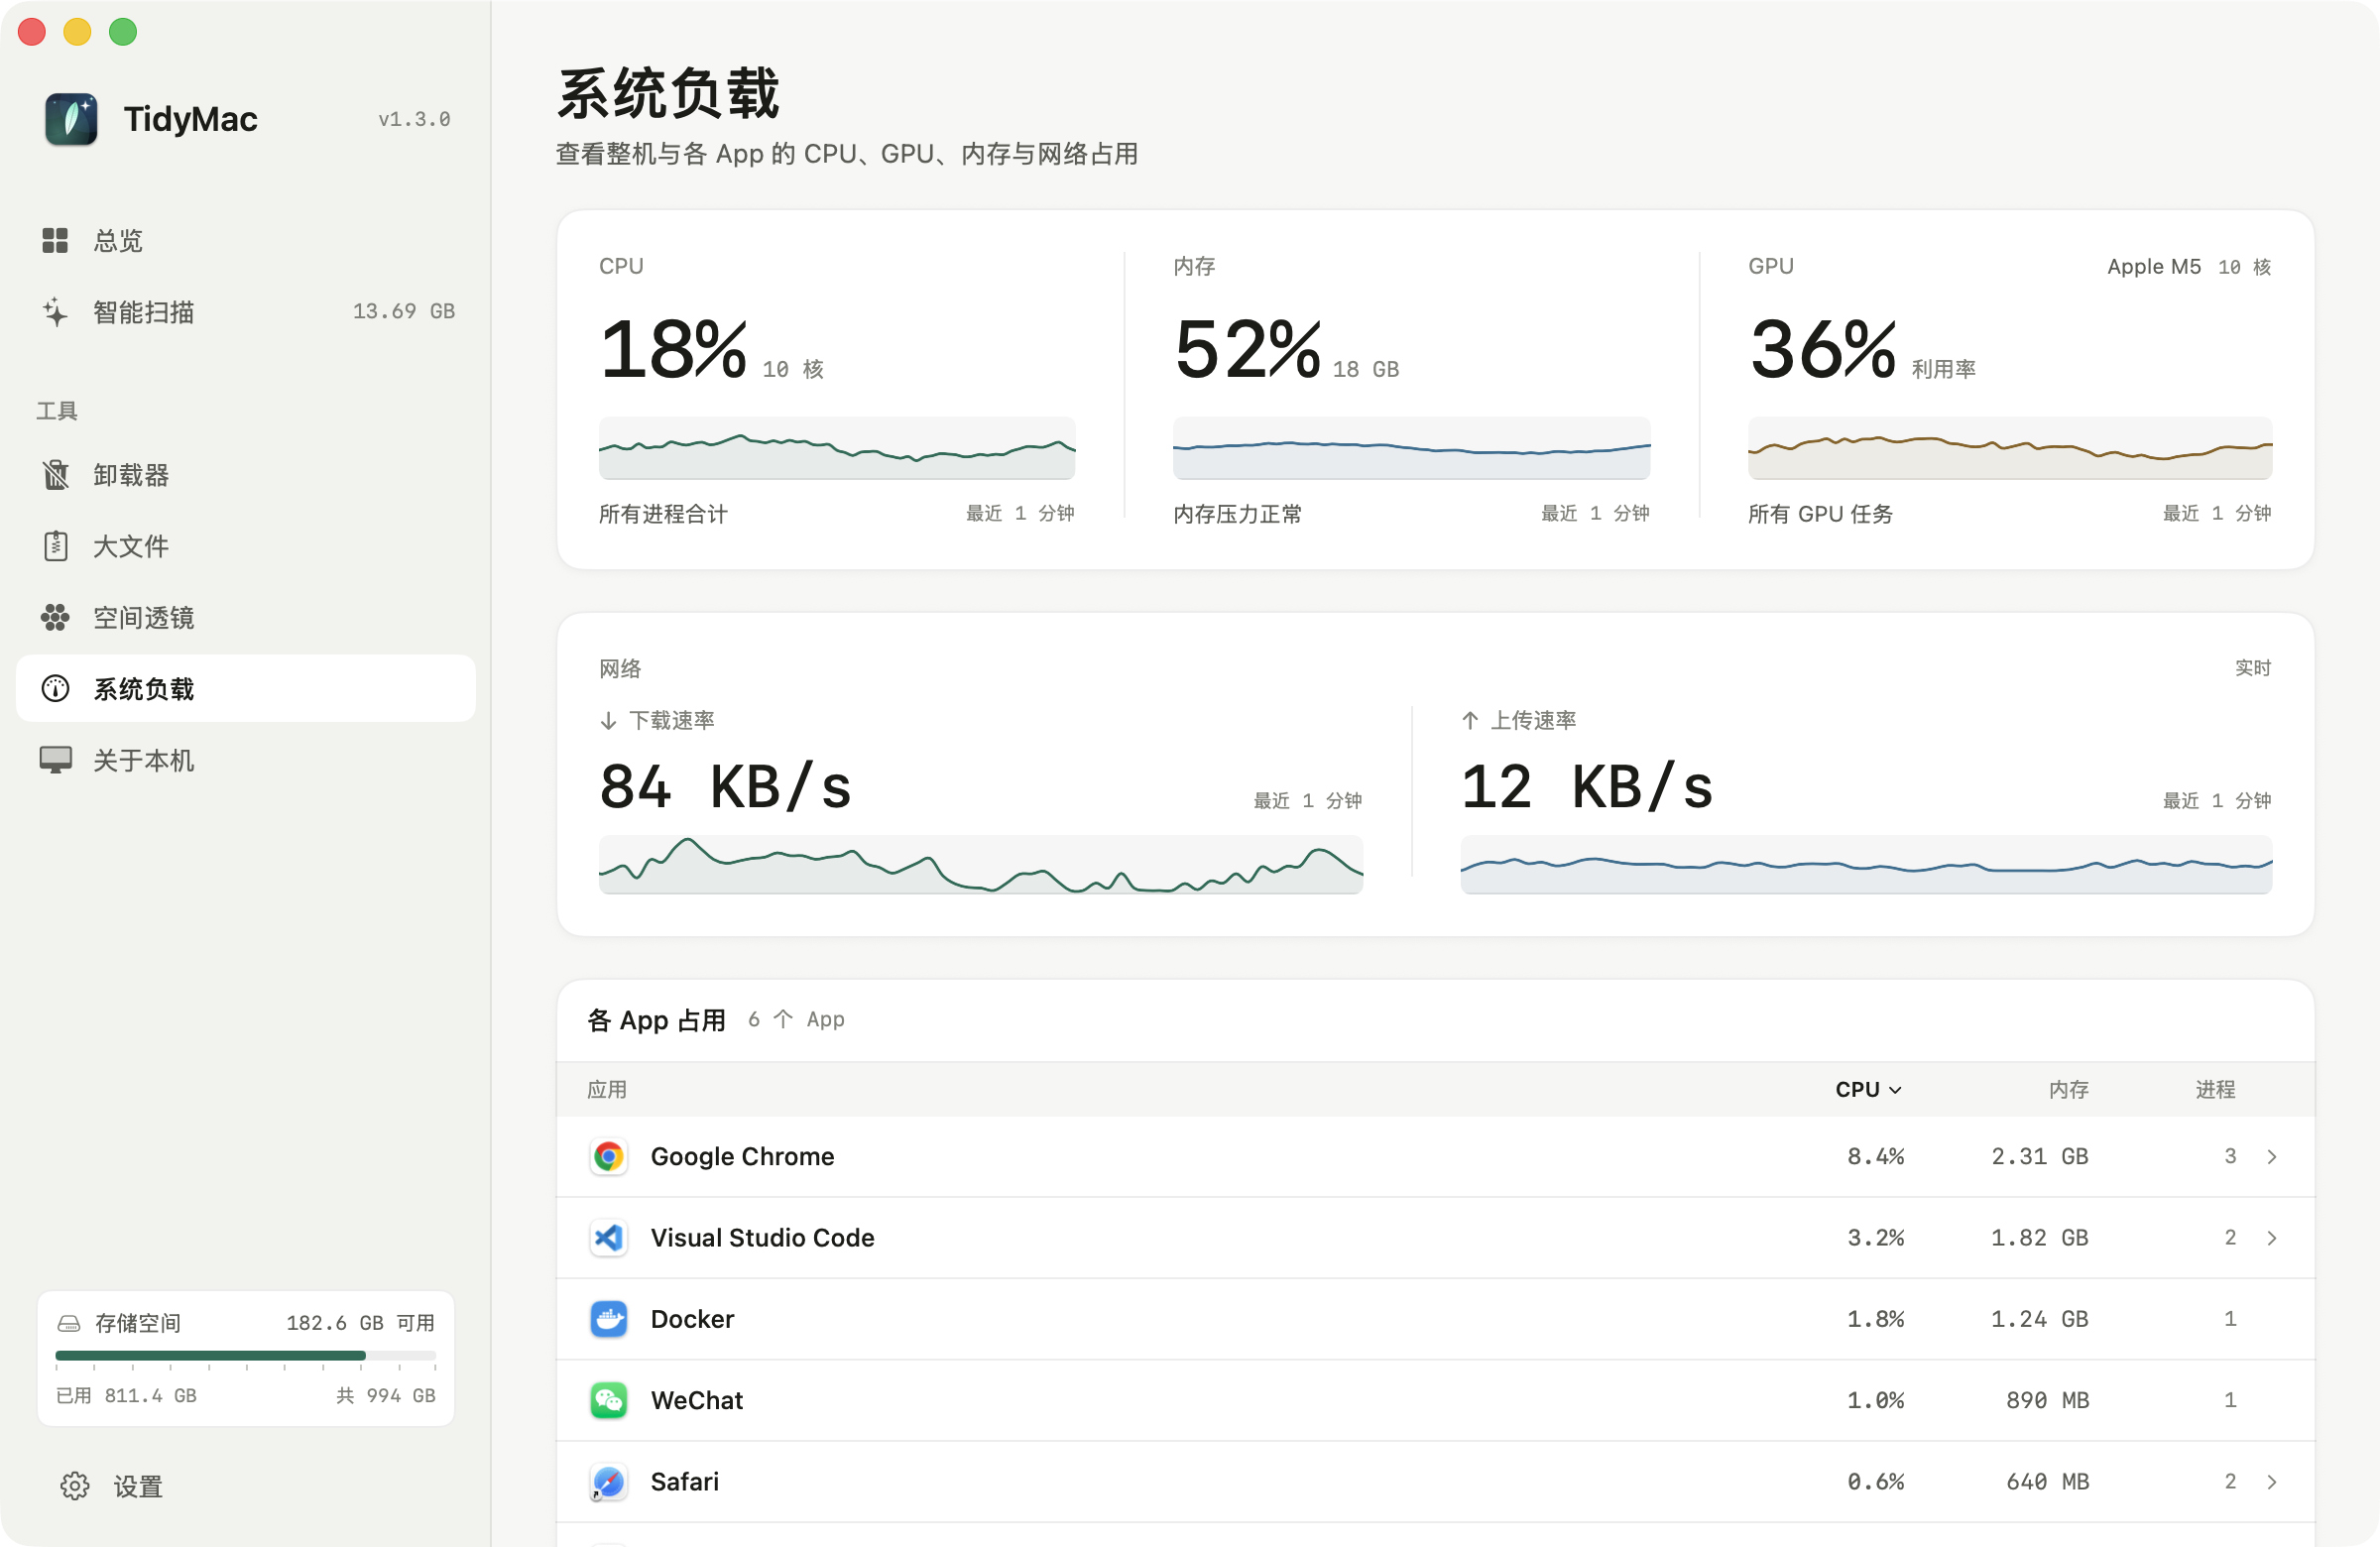 TidyMac v1.3.0
总览
智能扫描 13.69 GB
工具
卸载器
大文件
空间透镜
系统负载
关于本机
存储空间 182.6 GB 可用
已用 811.4 GB 共 994 GB
设置
系统负载
查看整机与各 App 的 CPU、GPU、内存与网络占用
CPU
18% 10 核
所有进程合计 最近 1 分钟
内存
52% 18 GB
内存压力正常 最近 1 分钟
GPU Apple M5 10 核
36% 利用率
所有 GPU 任务 最近 1 分钟
网络 实时
↓ 下载速率
84 KB/s 最近 1 分钟
↑ 上传速率
12 KB/s 最近 1 分钟
各 App 占用 6 个 App
应用 CPU 内存 进程
Google Chrome 8.4% 2.31 GB 3
Visual Studio Code 3.2% 1.82 GB 2
Docker 1.8% 1.24 GB 1
WeChat 1.0% 890 MB 1
Safari 0.6% 640 MB 2